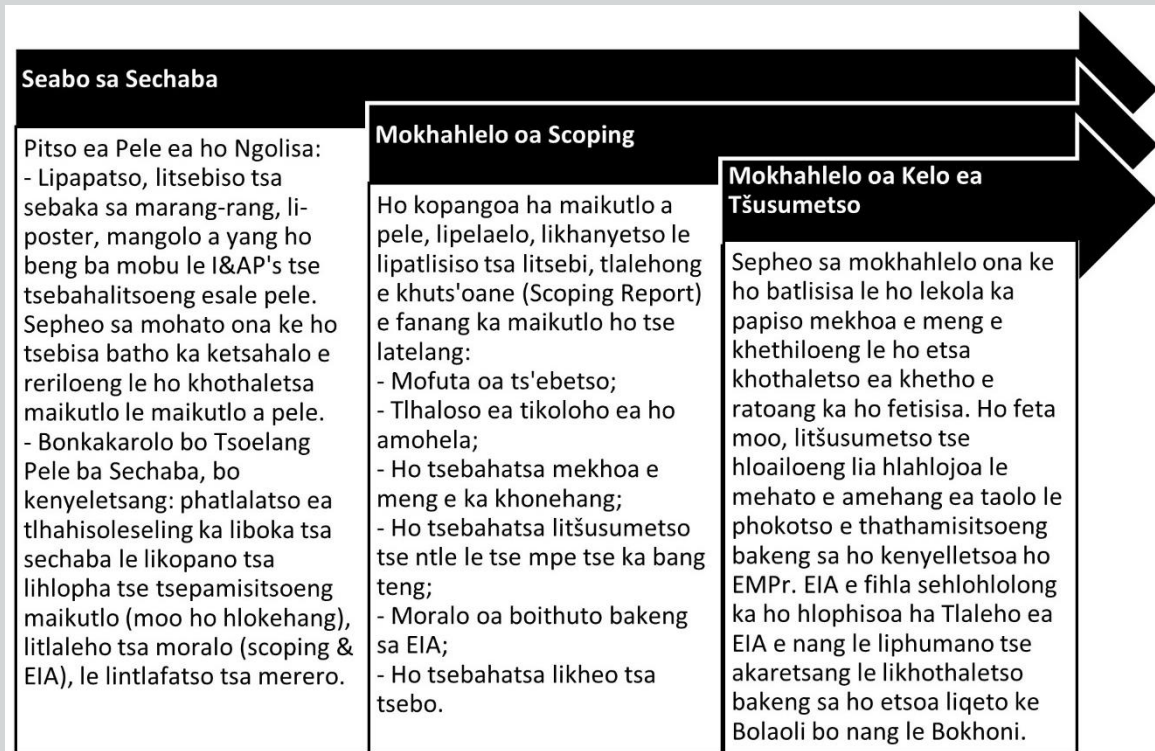 Seabo sa Sechaba
Pitso ea Pele ea ho Ngolisa:
- Lipapatso, litsebiso tsa
sebaka sa marang-rang, li-
poster, mangolo a yang ho
beng ba mobu le I&AP's tse
tsebahalitsoeng esale pele.
Sepheo sa mohato ona ke ho
tsebisa batho ka ketsahalo e
reriloeng le ho khothaletsa
maikutlo le maikutlo a pele.
- Bonkakarolo bo Tsoelang
Pele ba Sechaba, bo
kenyeletsang: phatlalatso ea
tlhahisoleseling ka liboka tsa
sechaba le likopano tsa
lihlopha tse tsepamisitsoeng
maikutlo (moo ho hlokehang),
litlaleho tsa moralo (scoping &
EIA), le lintlafatso tsa merero.
Mokhahlelo oa Scoping
Ho kopangoa ha maikutlo a
pele, lipelaelo, likhanyetso le
lipatlisiso tsa litsebi, tlalehong
e khuts'oane (Scoping Report)
e fanang ka maikutlo ho tse
latelang:
- Mofuta oa ts'ebetso;
- Tlhaloso ea tikoloho ea ho
amohela;
- Ho tsebahatsa mekhoa e
meng e ka khonehang;
- Ho tsebahatsa litšusumetso
tse ntle le tse mpe tse ka bang
teng;
- Moralo oa boithuto bakeng
sa EIA;
- Ho tsebahatsa likheo tsa
tsebo.
Mokhahlelo oa Kelo ea
Tšusumetso
Sepheo sa mokhahlelo ona ke
ho batlisisa le ho lekola ka
papiso mekhoa e meng e
khethiloeng le ho etsa
khothaletso ea khetho e
ratoang ka ho fetisisa. Ho feta
moo, litšusumetso tse
hloailoeng lia hlahlojoa le
mehato e amehang ea taolo le
phokotso e thathamisitsoeng
bakeng sa ho kenyelletsoa ho
EMPr. EIA e fihla sehlohlolong
ka ho hlophisoa ha Tlaleho ea
EIA e nang le liphumano tse
akaretsang le likhothaletso
bakeng sa ho etsoa liqeto ke
Bolaoli bo nang le Bokhoni.